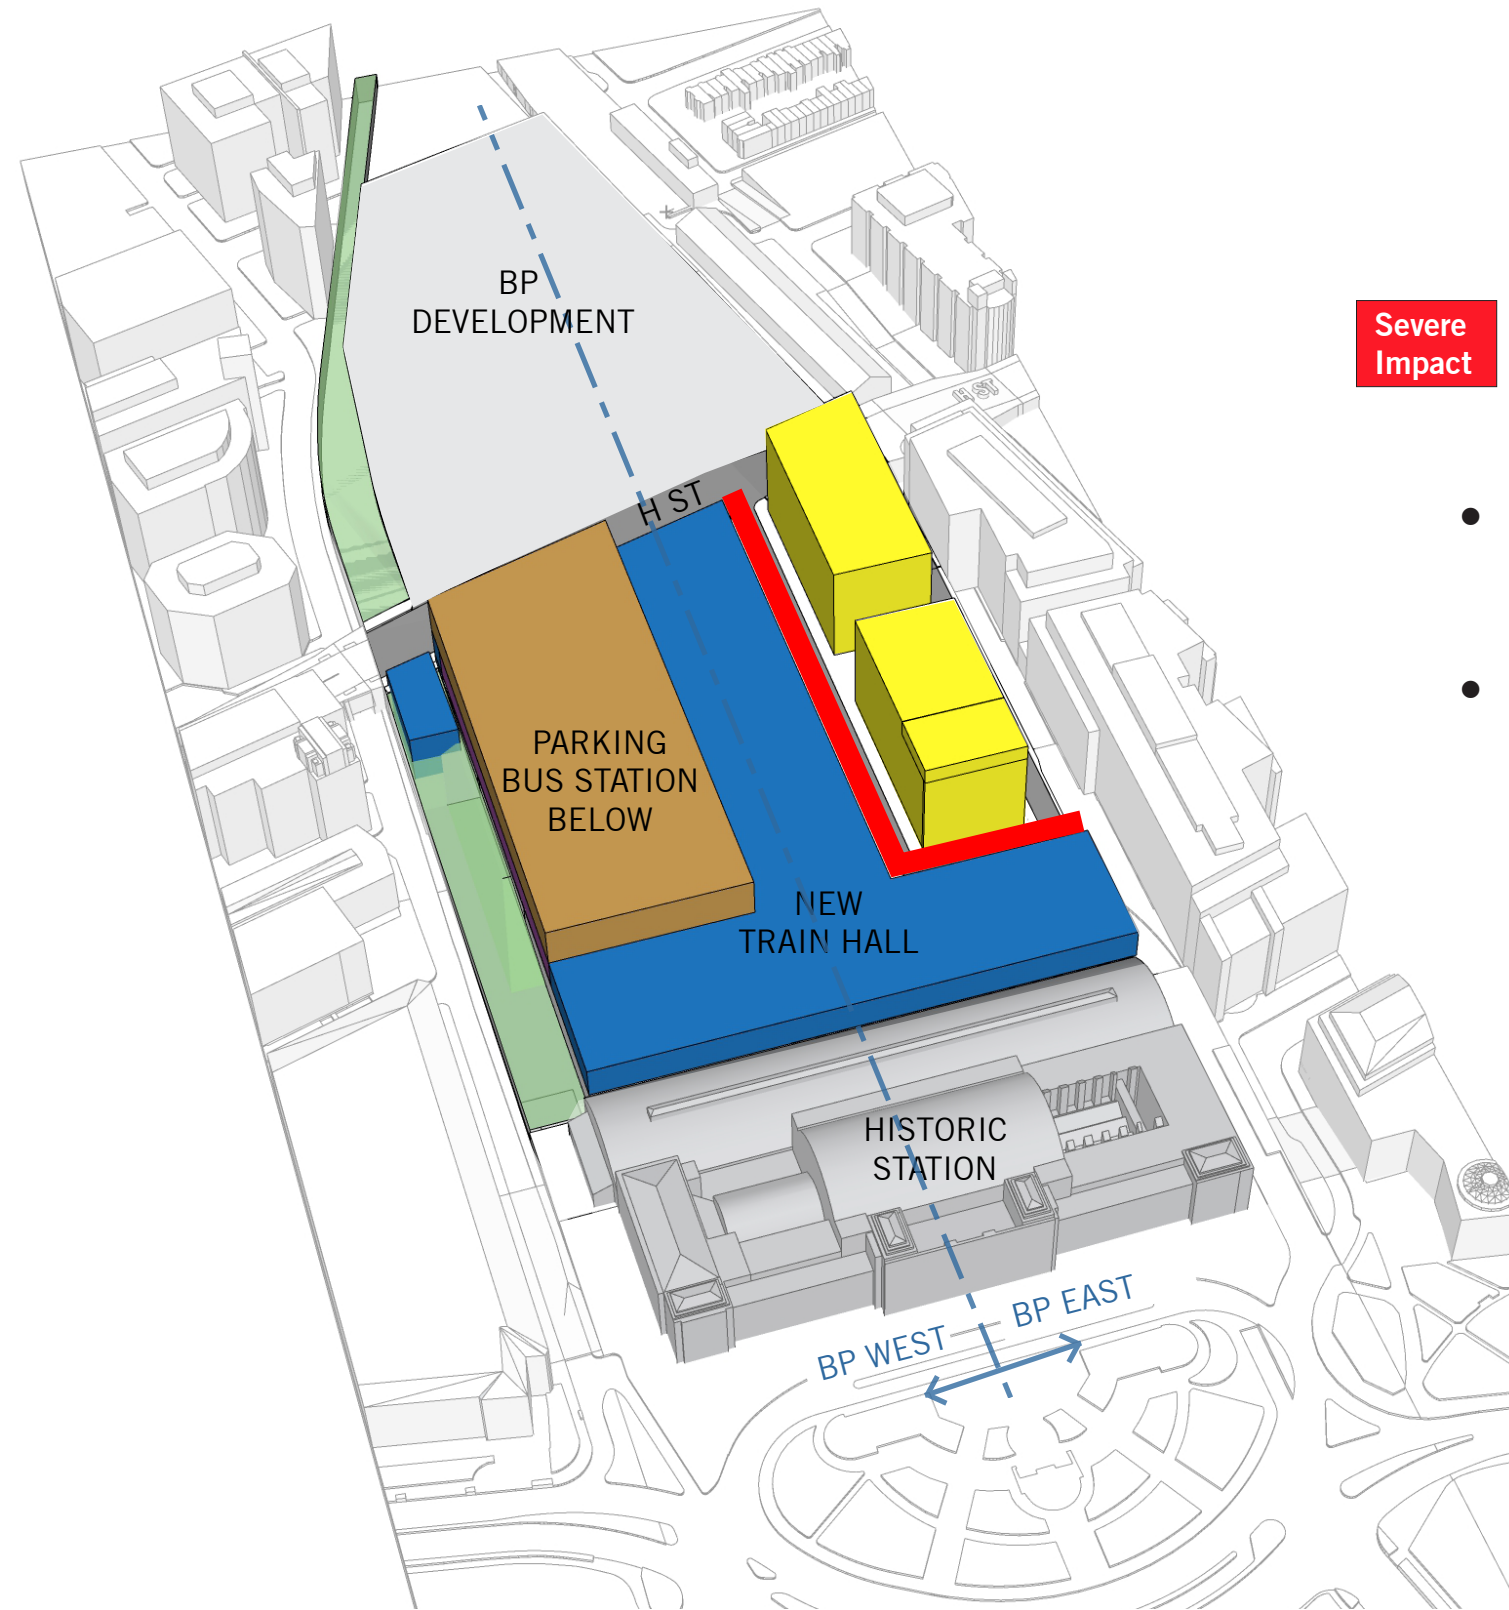 H ST
BP
DEVELOPMENT
Severe
Impact
H ST
PARKING
BUS STATION
BELOW
NEW
TRAIN HALL
HISTORIC
STATION
BP WEST
BP EAST